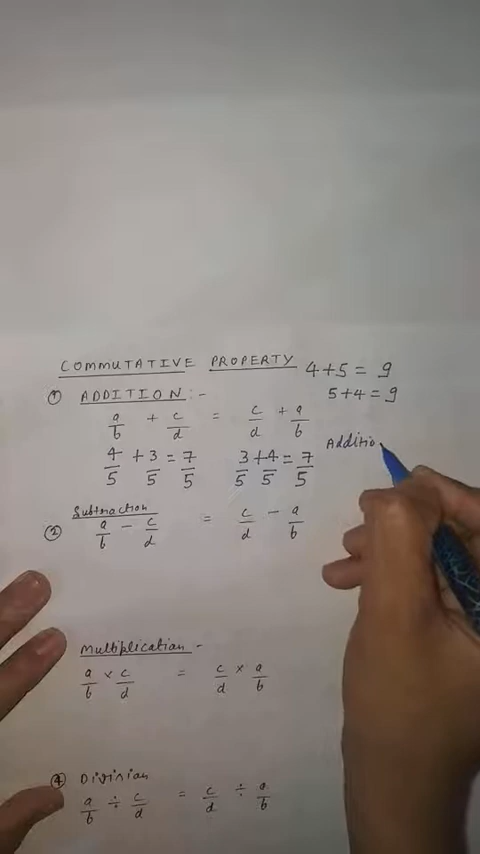 COMMUTATIVE PROPERTY 4+5 = 9
5+4 = 9
① ADDITION :-
a/b + c/d = c/d + a/b
4/5 + 3/5 = 7/5 3/5 + 4/5 = 7/5
Additio
② Subtraction
a/b - c/d = c/d - a/b
Multiplication -
a/b × c/d = c/d × a/b
④ Division
a/b ÷ c/d = c/d ÷ a/b